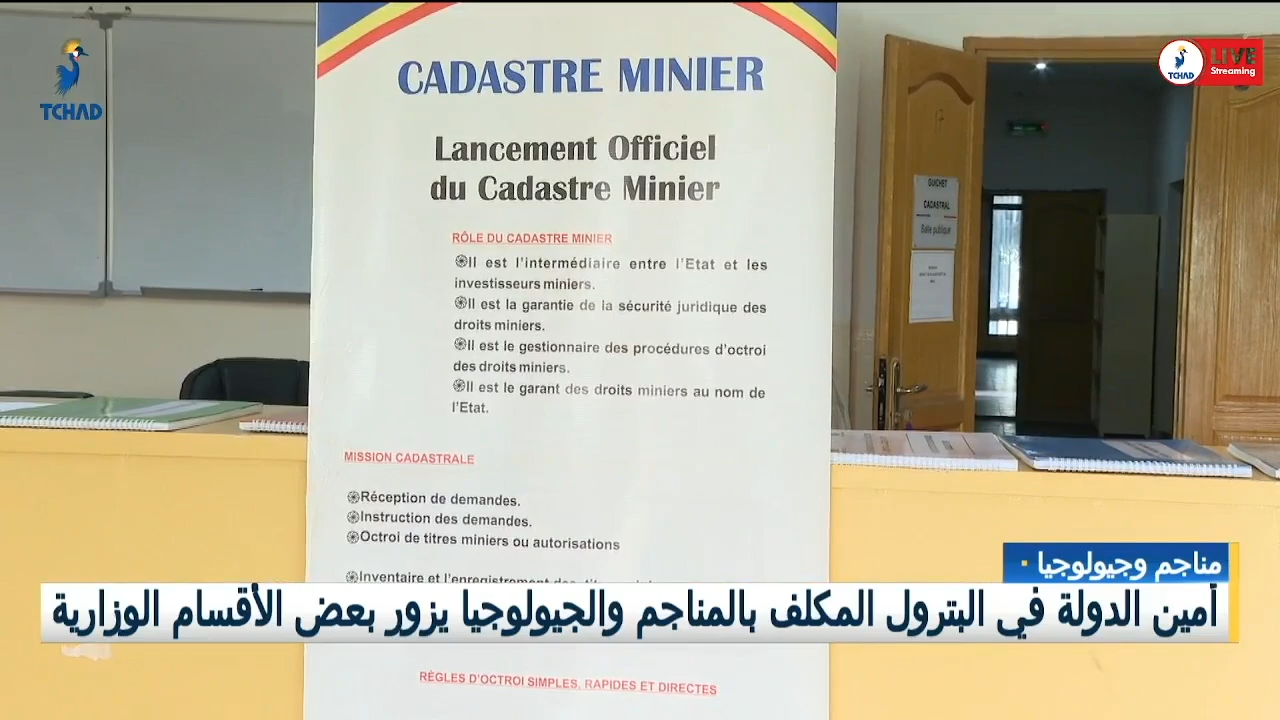 TCHAD
TCHAD
LIVE
Streaming
CADASTRE MINIER
Lancement Officiel
du Cadastre Minier
RÔLE DU CADASTRE MINIER
Il est l'intermédiaire entre l'Etat et les
investisseurs miniers.
Il est la garantie de la sécurité juridique des
droits miniers.
Il est le gestionnaire des procédures d'octroi
des droits miniers.
Il est le garant des droits miniers au nom de
l'Etat.
MISSION CADASTRALE
Réception de demandes.
Instruction des demandes.
Octroi de titres miniers ou autorisations
Inventaire et l'enregistrement
RÈGLES D'OCTROI SIMPLES, RAPIDES ET DIRECTES
GUICHET
CADASTRAL
Salle publique
مناجم وجيولوجيا
أمين الدولة في البترول المكلف بالمناجم والجيولوجيا يزور بعض الأقسام الوزارية